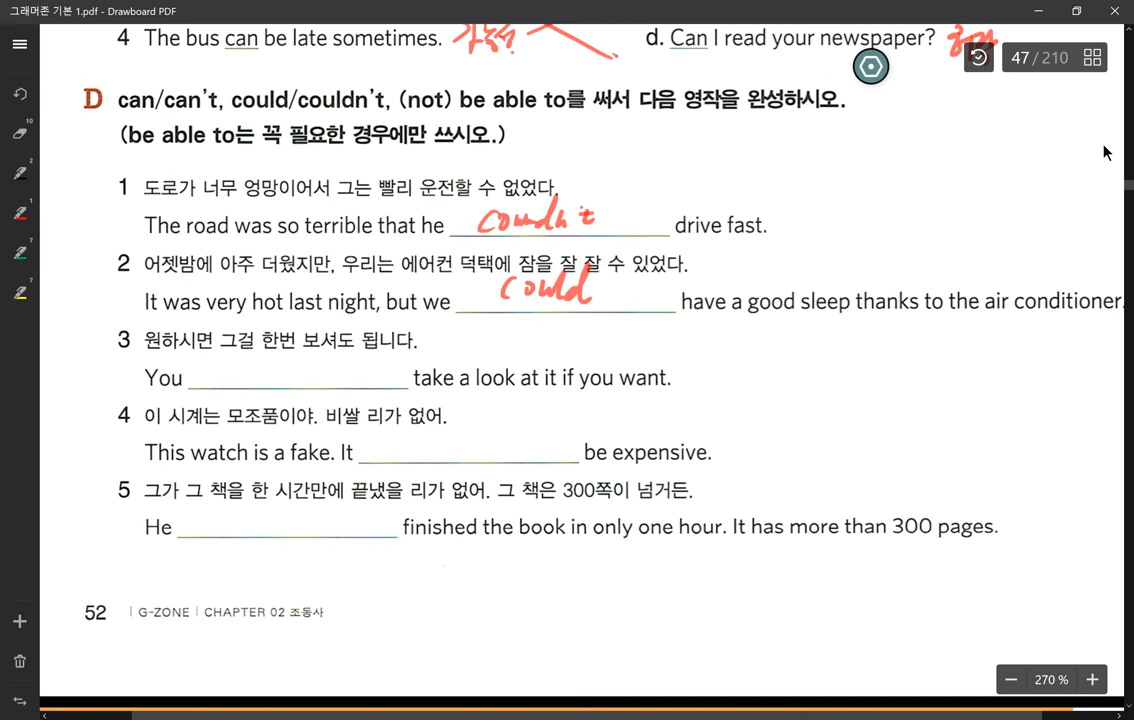 그래머존 기본 1.pdf - Drawboard PDF
4 The bus can be late sometimes. 가능성
d. Can I read your newspaper?
47 / 210
D can/can't, could/couldn't, (not) be able to를 써서 다음 영작을 완성하시오.
(be able to는 꼭 필요한 경우에만 쓰시오.)
1 도로가 너무 엉망이어서 그는 빨리 운전할 수 없었다.
The road was so terrible that he couldn't drive fast.
2 어젯밤에 아주 더웠지만, 우리는 에어컨 덕택에 잠을 잘 잘 수 있었다.
It was very hot last night, but we could have a good sleep thanks to the air conditioner.
3 원하시면 그걸 한번 보셔도 됩니다.
You ____ take a look at it if you want.
4 이 시계는 모조품이야. 비쌀 리가 없어.
This watch is a fake. It ____ be expensive.
5 그가 그 책을 한 시간만에 끝냈을 리가 없어. 그 책은 300쪽이 넘거든.
He ____ finished the book in only one hour. It has more than 300 pages.
52 | G-ZONE | CHAPTER 02 조동사
270 %
10
2
1
7
7